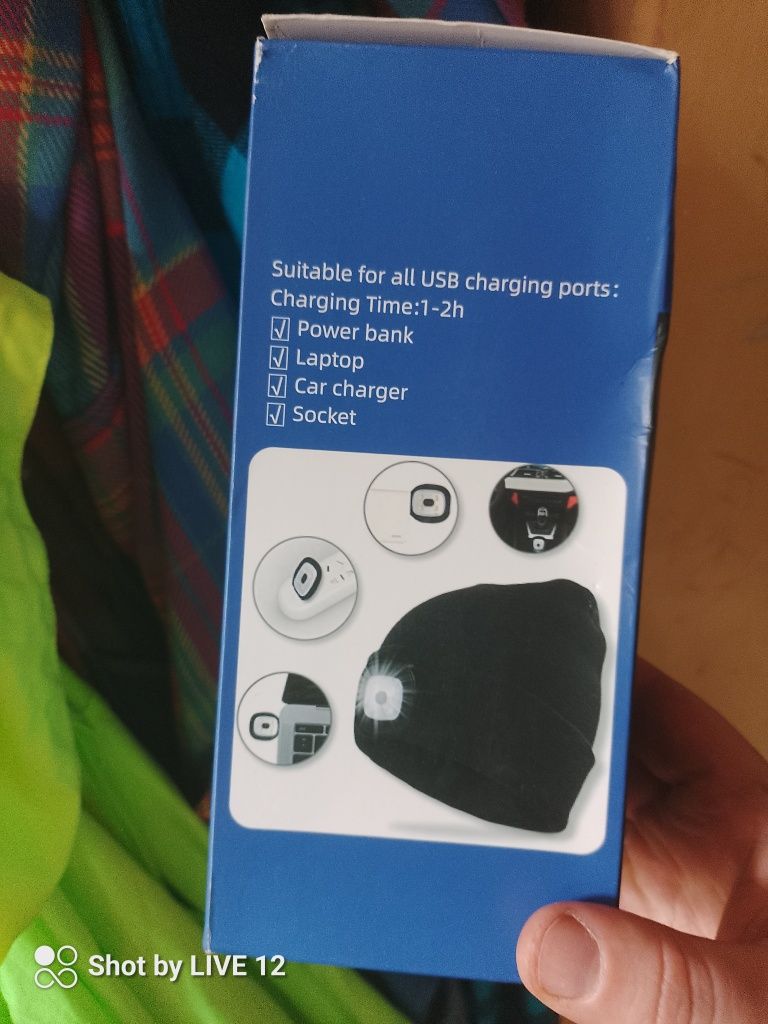 Suitable for all USB charging ports:
Charging Time:1-2h
☑ Power bank
☑ Laptop
☑ Car charger
☑ Socket
Shot by LIVE 12